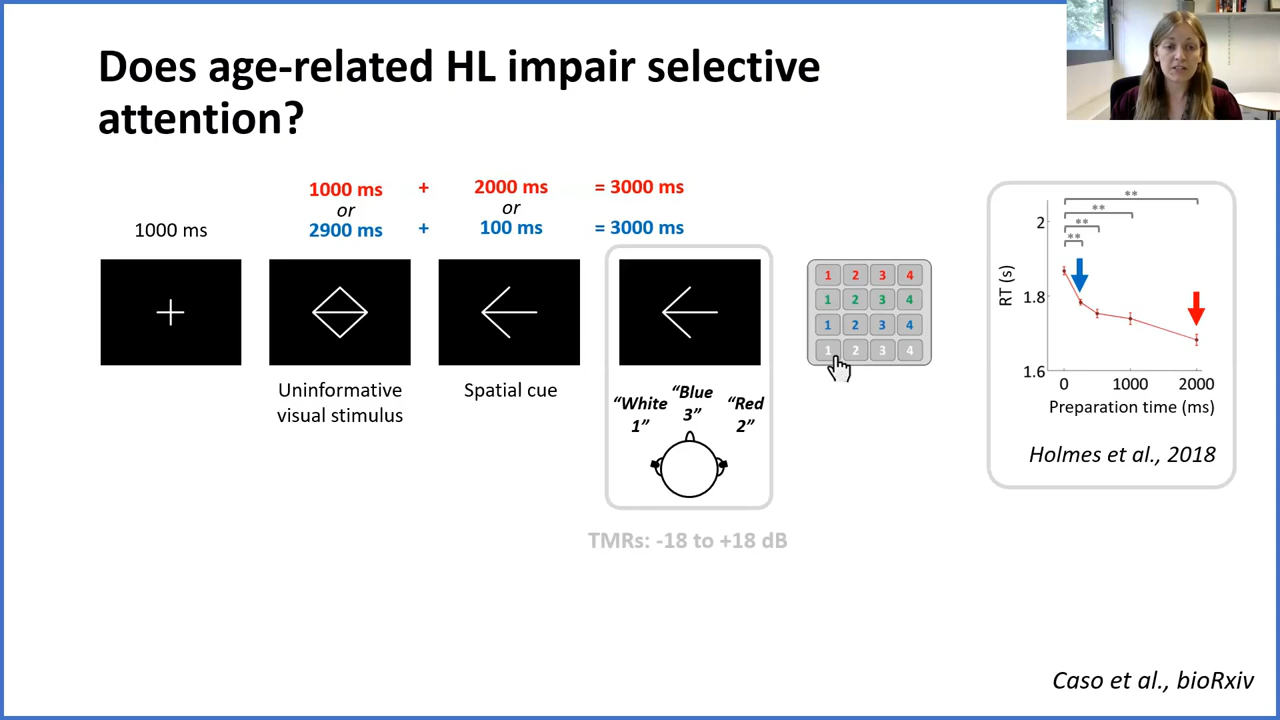 Does age-related HL impair selective
attention?
1000 ms + 2000 ms = 3000 ms
or or
1000 ms 2900 ms + 100 ms = 3000 ms
Uninformative
visual stimulus
Spatial cue
“White
1”
“Blue
3”
“Red
2”
TMRs: -18 to +18 dB
1 2 3 4
1 2 3 4
1 2 3 4
1 2 3 4
**
**
**
**
2
1.8
1.6
RT (s)
0 1000 2000
Preparation time (ms)
Holmes et al., 2018
Caso et al., bioRxiv